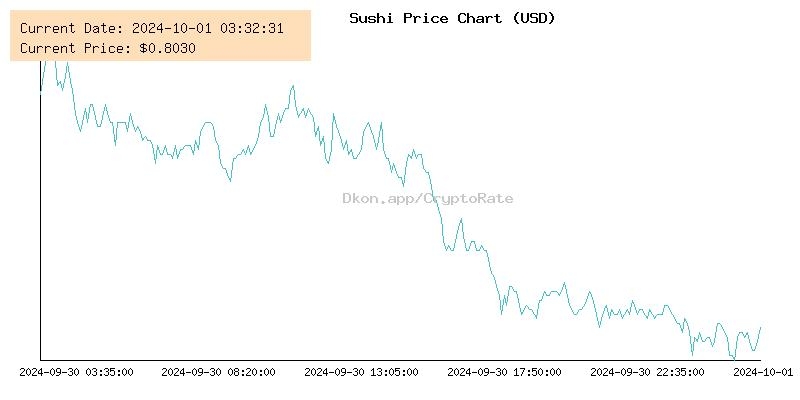 Sushi Price Chart (USD)
Current Date: 2024-10-01 03:32:31
Current Price: $0.8030
Dkon.app/CryptoRate
2024-09-30 03:35:00 2024-09-30 08:20:00 2024-09-30 13:05:00 2024-09-30 17:50:00 2024-09-30 22:35:00 2024-10-01